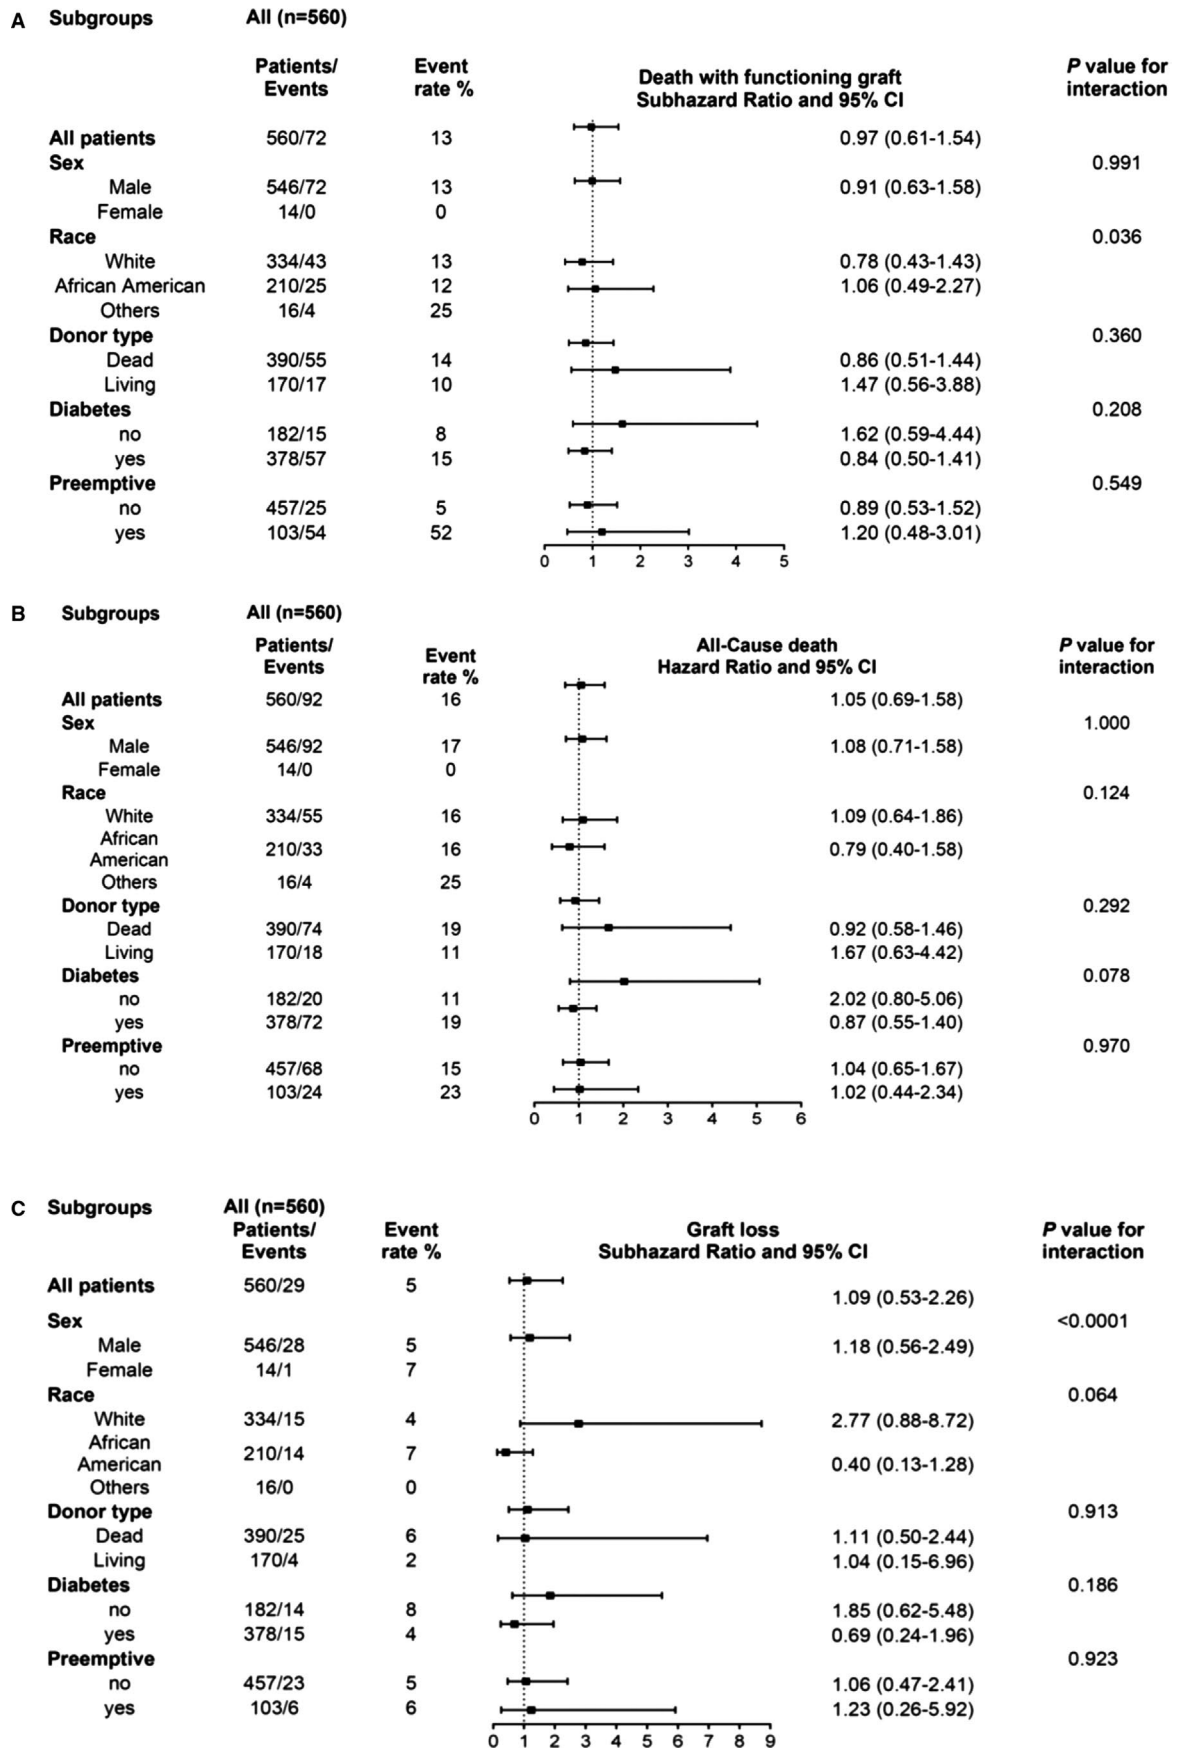 A Subgroups All (n=560)
Patients/ Event Death with functioning graft P value for
Events rate % Subhazard Ratio and 95% CI interaction
All patients 560/72 13 0.97 (0.61-1.54)
Sex 0.991
Male 546/72 13 0.91 (0.63-1.58)
Female 14/0 0
Race 0.036
White 334/43 13 0.78 (0.43-1.43)
African American 210/25 12 1.06 (0.49-2.27)
Others 16/4 25
Donor type 0.360
Dead 390/55 14 0.86 (0.51-1.44)
Living 170/17 10 1.47 (0.56-3.88)
Diabetes 0.208
no 182/15 8 1.62 (0.59-4.44)
yes 378/57 15 0.84 (0.50-1.41)
Preemptive 0.549
no 457/25 5 0.89 (0.53-1.52)
yes 103/54 52 1.20 (0.48-3.01)
0 1 2 3 4 5
B Subgroups All (n=560)
Patients/ Event All-Cause death P value for
Events rate % Hazard Ratio and 95% CI interaction
All patients 560/92 16 1.05 (0.69-1.58)
Sex 1.000
Male 546/92 17 1.08 (0.71-1.58)
Female 14/0 0
Race 0.124
White 334/55 16 1.09 (0.64-1.86)
African
American 210/33 16 0.79 (0.40-1.58)
Others 16/4 25
Donor type 0.292
Dead 390/74 19 0.92 (0.58-1.46)
Living 170/18 11 1.67 (0.63-4.42)
Diabetes 0.078
no 182/20 11 2.02 (0.80-5.06)
yes 378/72 19 0.87 (0.55-1.40)
Preemptive 0.970
no 457/68 15 1.04 (0.65-1.67)
yes 103/24 23 1.02 (0.44-2.34)
0 1 2 3 4 5 6
C Subgroups All (n=560)
Patients/ Event Graft loss P value for
Events rate % Subhazard Ratio and 95% CI interaction
All patients 560/29 5 1.09 (0.53-2.26)
Sex <0.0001
Male 546/28 5 1.18 (0.56-2.49)
Female 14/1 7
Race 0.064
White 334/15 4 2.77 (0.88-8.72)
African
American 210/14 7 0.40 (0.13-1.28)
Others 16/0 0
Donor type 0.913
Dead 390/25 6 1.11 (0.50-2.44)
Living 170/4 2 1.04 (0.15-6.96)
Diabetes 0.186
no 182/14 8 1.85 (0.62-5.48)
yes 378/15 4 0.69 (0.24-1.96)
Preemptive 0.923
no 457/23 5 1.06 (0.47-2.41)
yes 103/6 6 1.23 (0.26-5.92)
0 1 2 3 4 5 6 7 8 9